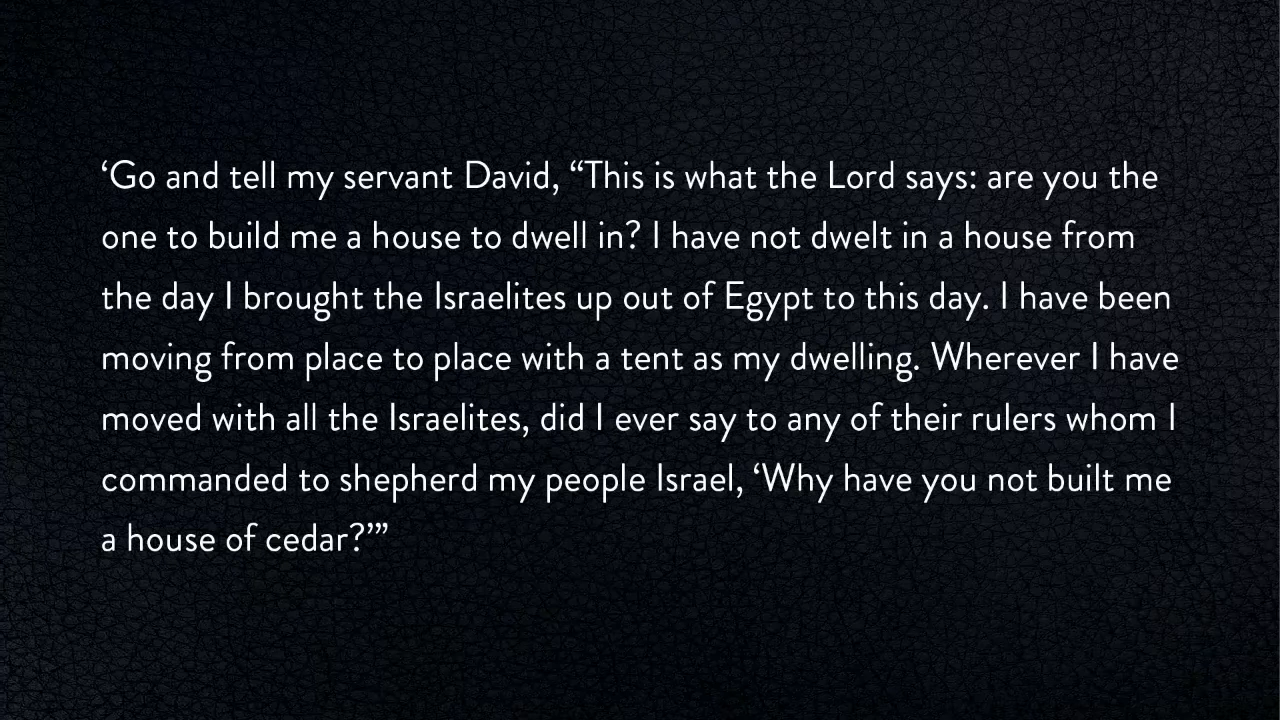 ‘Go and tell my servant David, “This is what the Lord says: are you the
one to build me a house to dwell in? I have not dwelt in a house from
the day I brought the Israelites up out of Egypt to this day. I have been
moving from place to place with a tent as my dwelling. Wherever I have
moved with all the Israelites, did I ever say to any of their rulers whom I
commanded to shepherd my people Israel, ‘Why have you not built me
a house of cedar?’”